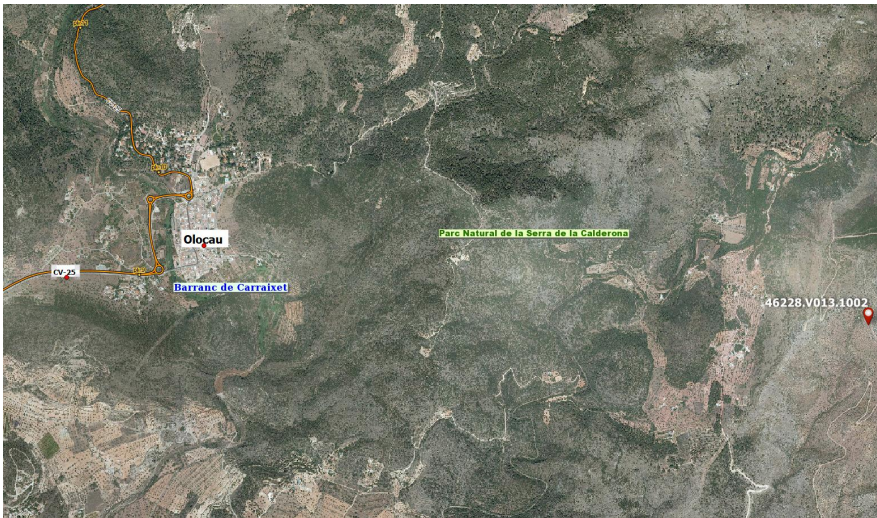 Olocau
Parc Natural de la Serra de la Calderona
CV-25
Barranc de Carraixet
46228.V013.1002